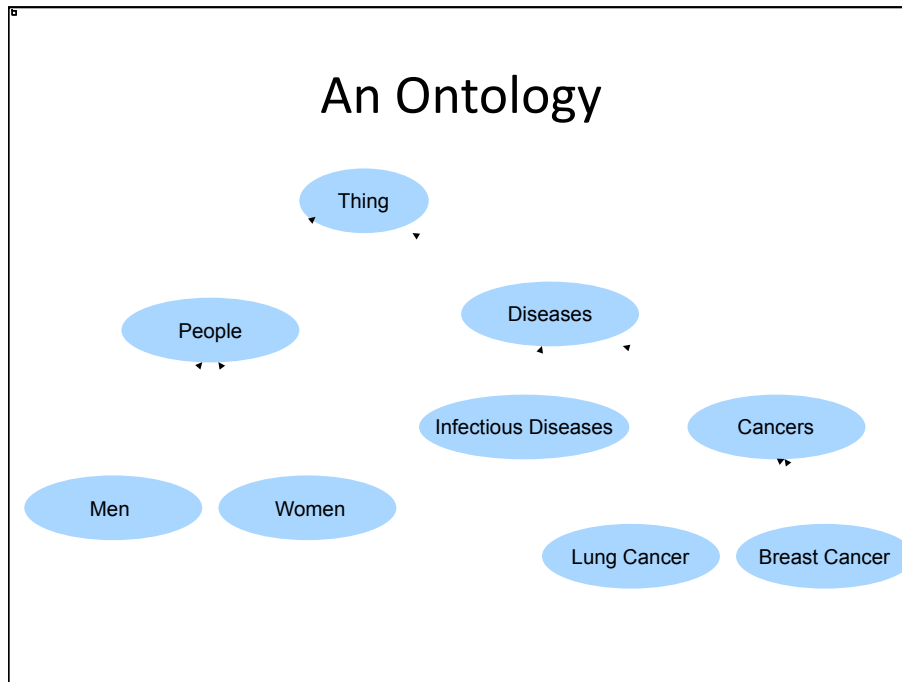 An Ontology
Thing
People
Diseases
Infectious Diseases
Cancers
Men
Women
Lung Cancer
Breast Cancer